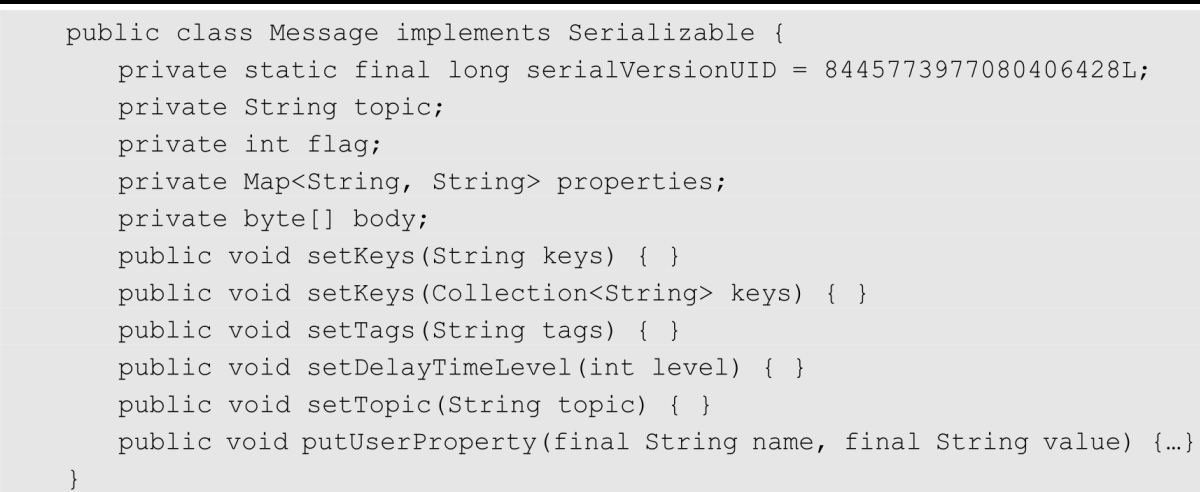 public class Message implements Serializable {
private static final long serialVersionUID = 8445773977080406428L;
private String topic;
private int flag;
private Map<String, String> properties;
private byte[] body;
public void setKeys(String keys) { }
public void setKeys(Collection<String> keys) { }
public void setTags(String tags) { }
public void setDelayTimeLevel(int level) { }
public void setTopic(String topic) { }
public void putUserProperty(final String name, final String value) {…}
}